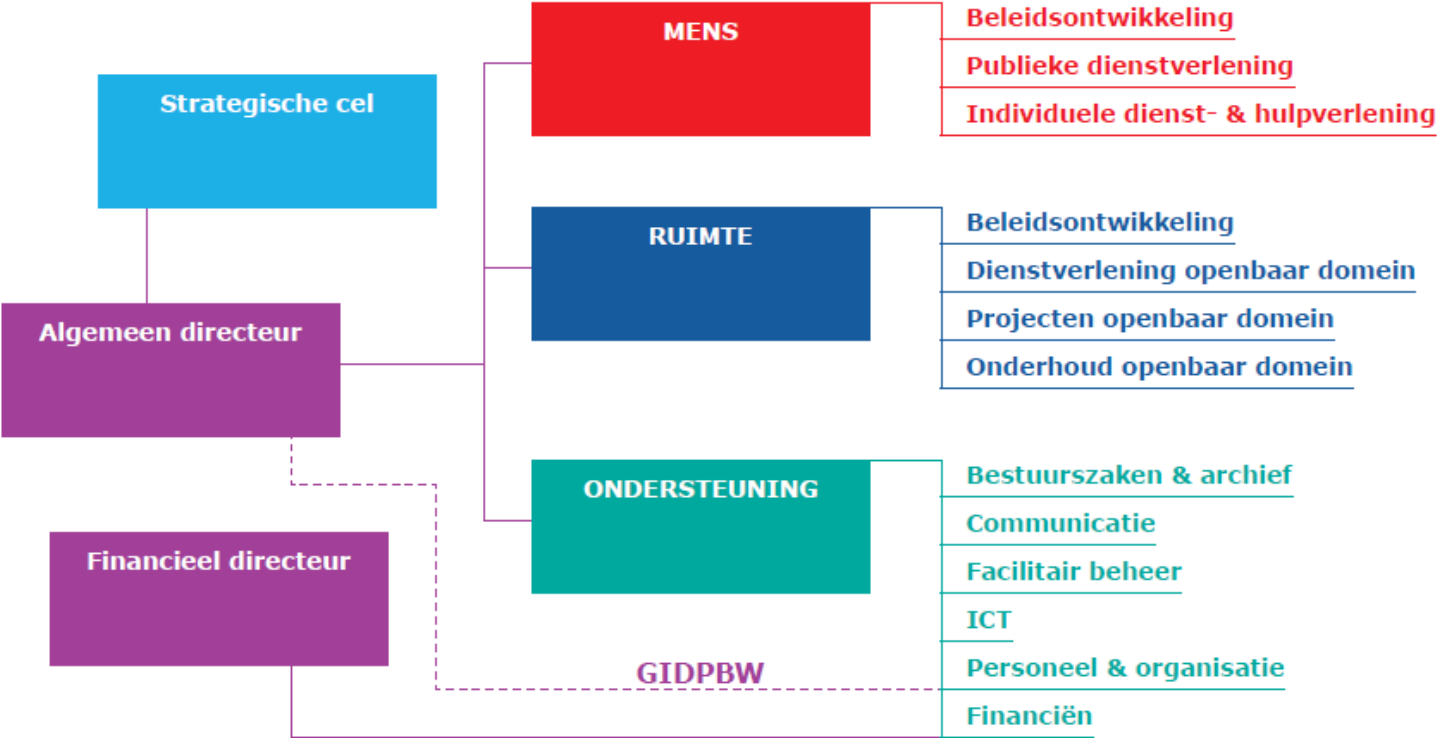 Strategische cel
Algemeen directeur
Financieel directeur
MENS
Beleidsontwikkeling
Publieke dienstverlening
Individuele dienst- & hulpverlening
RUIMTE
Beleidsontwikkeling
Dienstverlening openbaar domein
Projecten openbaar domein
Onderhoud openbaar domein
ONDERSTEUNING
Bestuurszaken & archief
Communicatie
Facilitair beheer
ICT
Personeel & organisatie
Financiën
GIDPBW